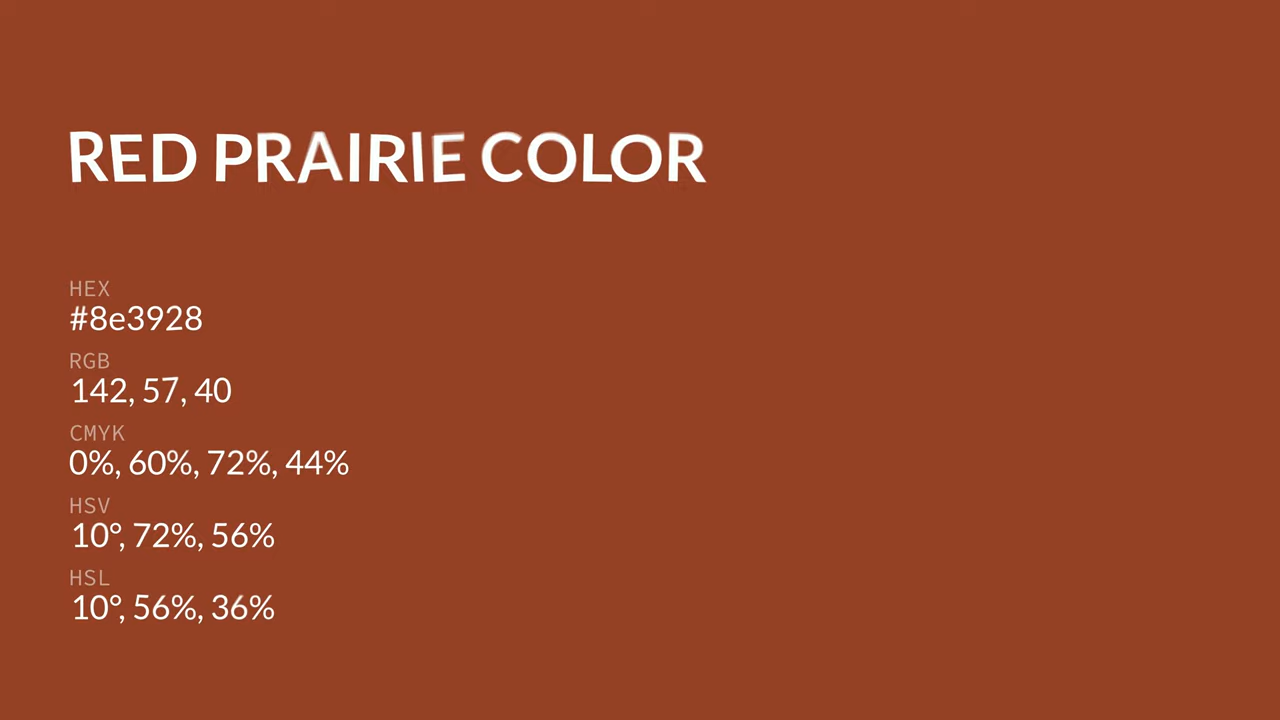 RED PRAIRIE COLOR
HEX
#8e3928
RGB
142, 57, 40
CMYK
0%, 60%, 72%, 44%
HSV
10°, 72%, 56%
HSL
10°, 56%, 36%